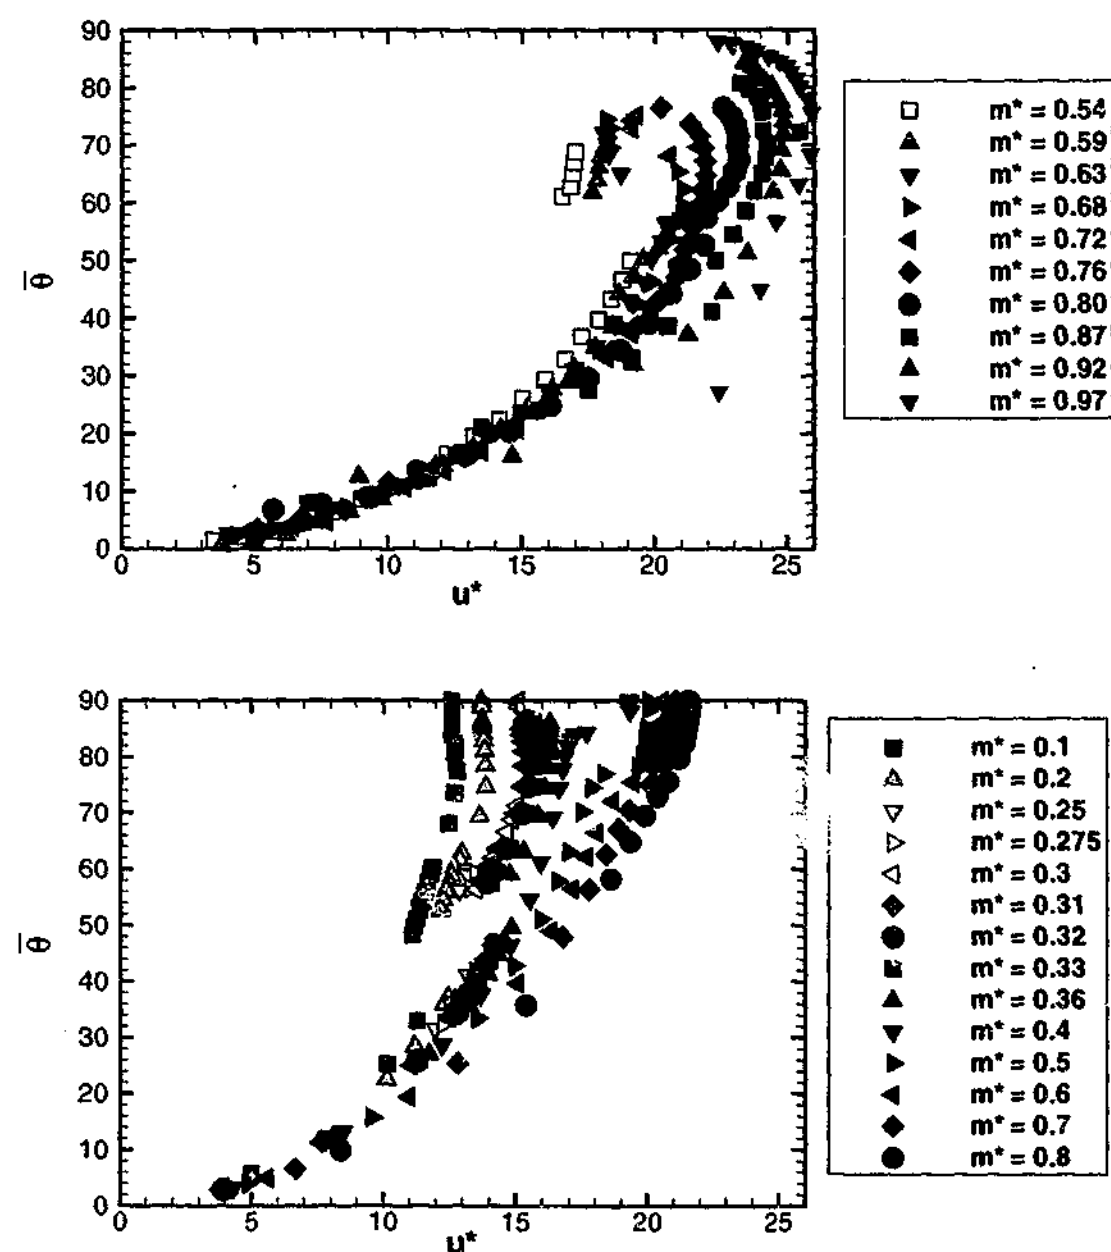 90
80
70
60
50
40
30
20
10
0
θ
0 5 10 15 20 25
u*
m* = 0.54
m* = 0.59
m* = 0.63
m* = 0.68
m* = 0.72
m* = 0.76
m* = 0.80
m* = 0.87
m* = 0.92
m* = 0.97
90
80
70
60
50
40
30
20
10
0
θ
0 5 10 15 20 25
u*
m* = 0.1
m* = 0.2
m* = 0.25
m* = 0.275
m* = 0.3
m* = 0.31
m* = 0.32
m* = 0.33
m* = 0.36
m* = 0.4
m* = 0.5
m* = 0.6
m* = 0.7
m* = 0.8